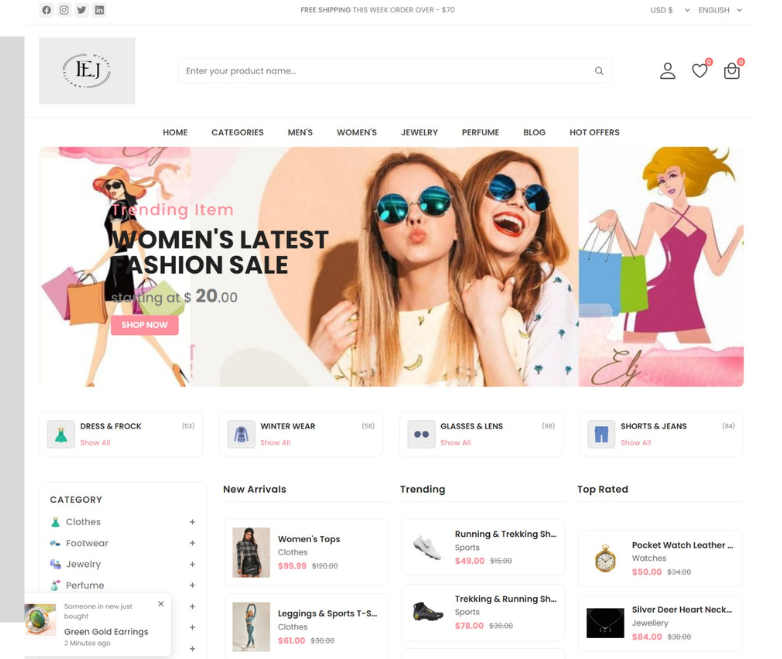 FREE SHIPPING THIS WEEK ORDER OVER - $70
USD $
ENGLISH
EJ
Enter your product name...
0
0
HOME CATEGORIES MEN'S WOMEN'S JEWELRY PERFUME BLOG HOT OFFERS
Trending Item
WOMEN'S LATEST
FASHION SALE
starting at $ 20.00
SHOP NOW
Elj
DRESS & FROCK (53)
Show All
WINTER WEAR (58)
Show All
GLASSES & LENS (68)
Show All
SHORTS & JEANS (84)
Show All
CATEGORY
Clothes +
Footwear +
Jewelry +
Perfume +
+
+
+
Someone in new just
bought
Green Gold Earrings
2 Minutes ago
New Arrivals
Women's Tops
Clothes
$99.99 $120.00
Leggings & Sports T-S...
Clothes
$61.00 $30.00
Trending
Running & Trekking Sh...
Sports
$49.00 $15.00
Trekking & Running Sh...
Sports
$78.00 $36.00
Top Rated
Pocket Watch Leather ...
Watches
$50.00 $34.00
Silver Deer Heart Neck...
Jewellery
$84.00 $30.00